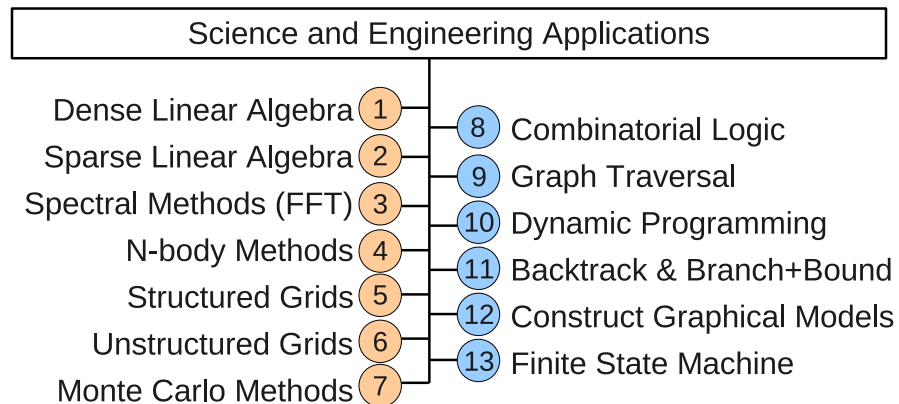 Science and Engineering Applications
Dense Linear Algebra 1
Sparse Linear Algebra 2
Spectral Methods (FFT) 3
N-body Methods 4
Structured Grids 5
Unstructured Grids 6
Monte Carlo Methods 7
8 Combinatorial Logic
9 Graph Traversal
10 Dynamic Programming
11 Backtrack & Branch+Bound
12 Construct Graphical Models
13 Finite State Machine